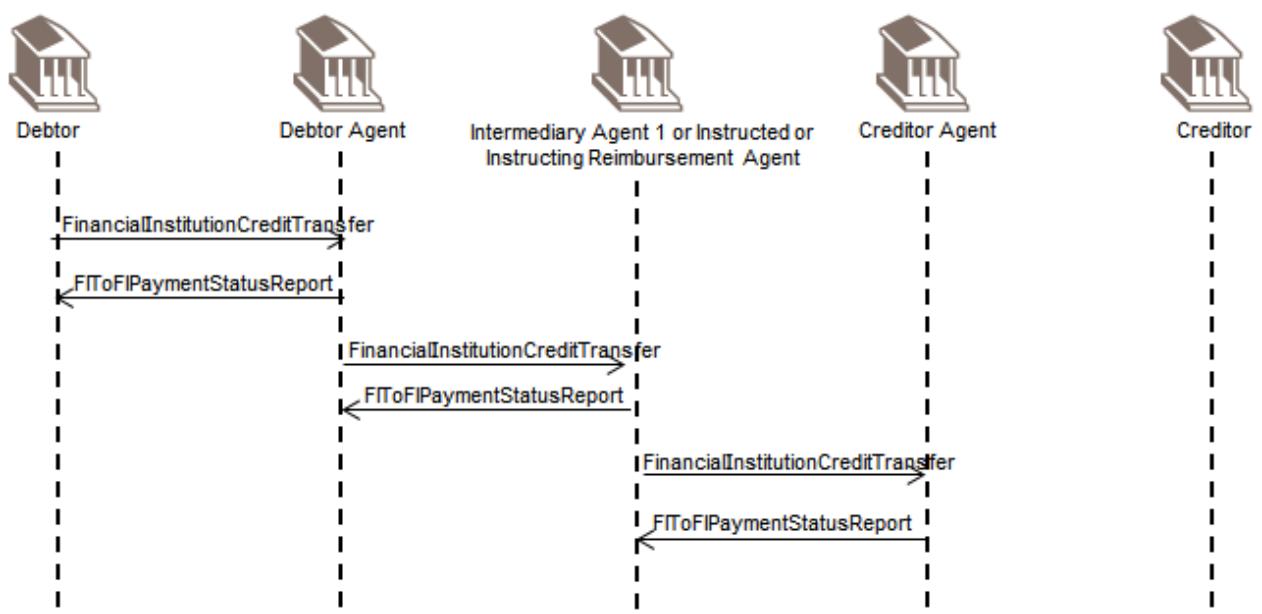 Debtor
Debtor Agent
Intermediary Agent 1 or Instructed or
Instructing Reimbursement Agent
Creditor Agent
Creditor
FinancialInstitutionCreditTransfer
FIToFIPaymentStatusReport
FinancialInstitutionCreditTransfer
FIToFIPaymentStatusReport
FinancialInstitutionCreditTransfer
FIToFIPaymentStatusReport